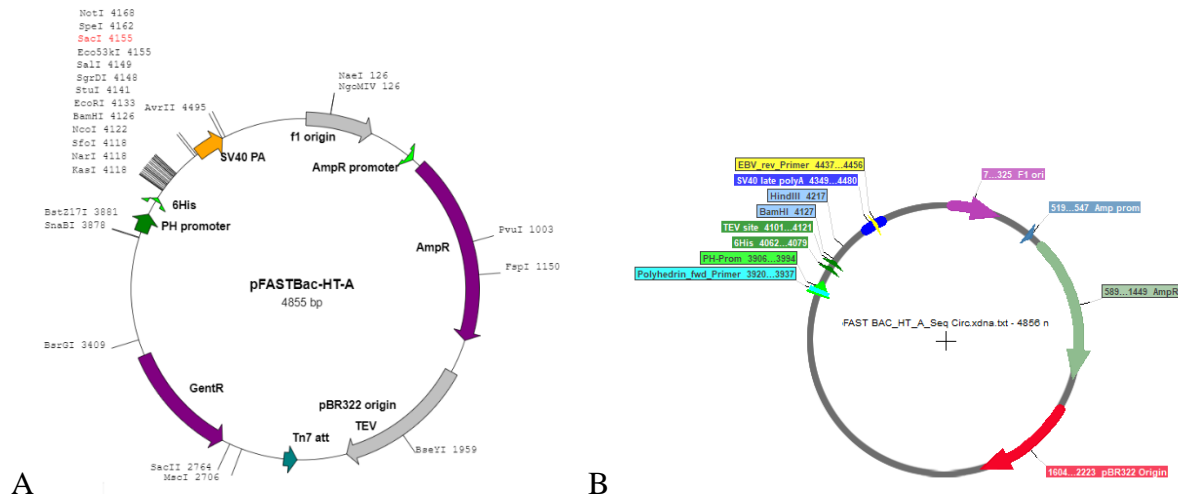 NotI 4168
SpeI 4162
SacI 4155
Eco53kI 4155
SalI 4149
SgrDI 4148
StuI 4141
EcoRI 4133
BamHI 4126
NcoI 4122
SfoI 4118
NarI 4118
KasI 4118
AvrII 4495
NaeI 126
NgoMIV 126
f1 origin
SV40 PA
AmpR promoter
6His
BstZ17I 3881
SnaBI 3878
PH promoter
PvuI 1003
AmpR
FspI 1150
pFASTBac-HT-A
4855 bp
BsrGI 3409
GentR
pBR322 origin
TEV
Tn7 att
BseYI 1959
SacII 2764
MscI 2706
A
EBV_rev_Primer 4437...4456
SV40 late polyA 4349...4480
HindIII 4217
BamHI 4127
TEV site 4101...4121
6His 4062...4079
PH-Prom 3906...3994
Polyhedrin_fwd_Primer 3920...3937
7...325 F1 ori
519...547 Amp prom
589...1449 AmpR
FAST BAC_HT_A_Seq Circ.xdna.txt - 4856 n
1604...2223 pBR322 Origin
B